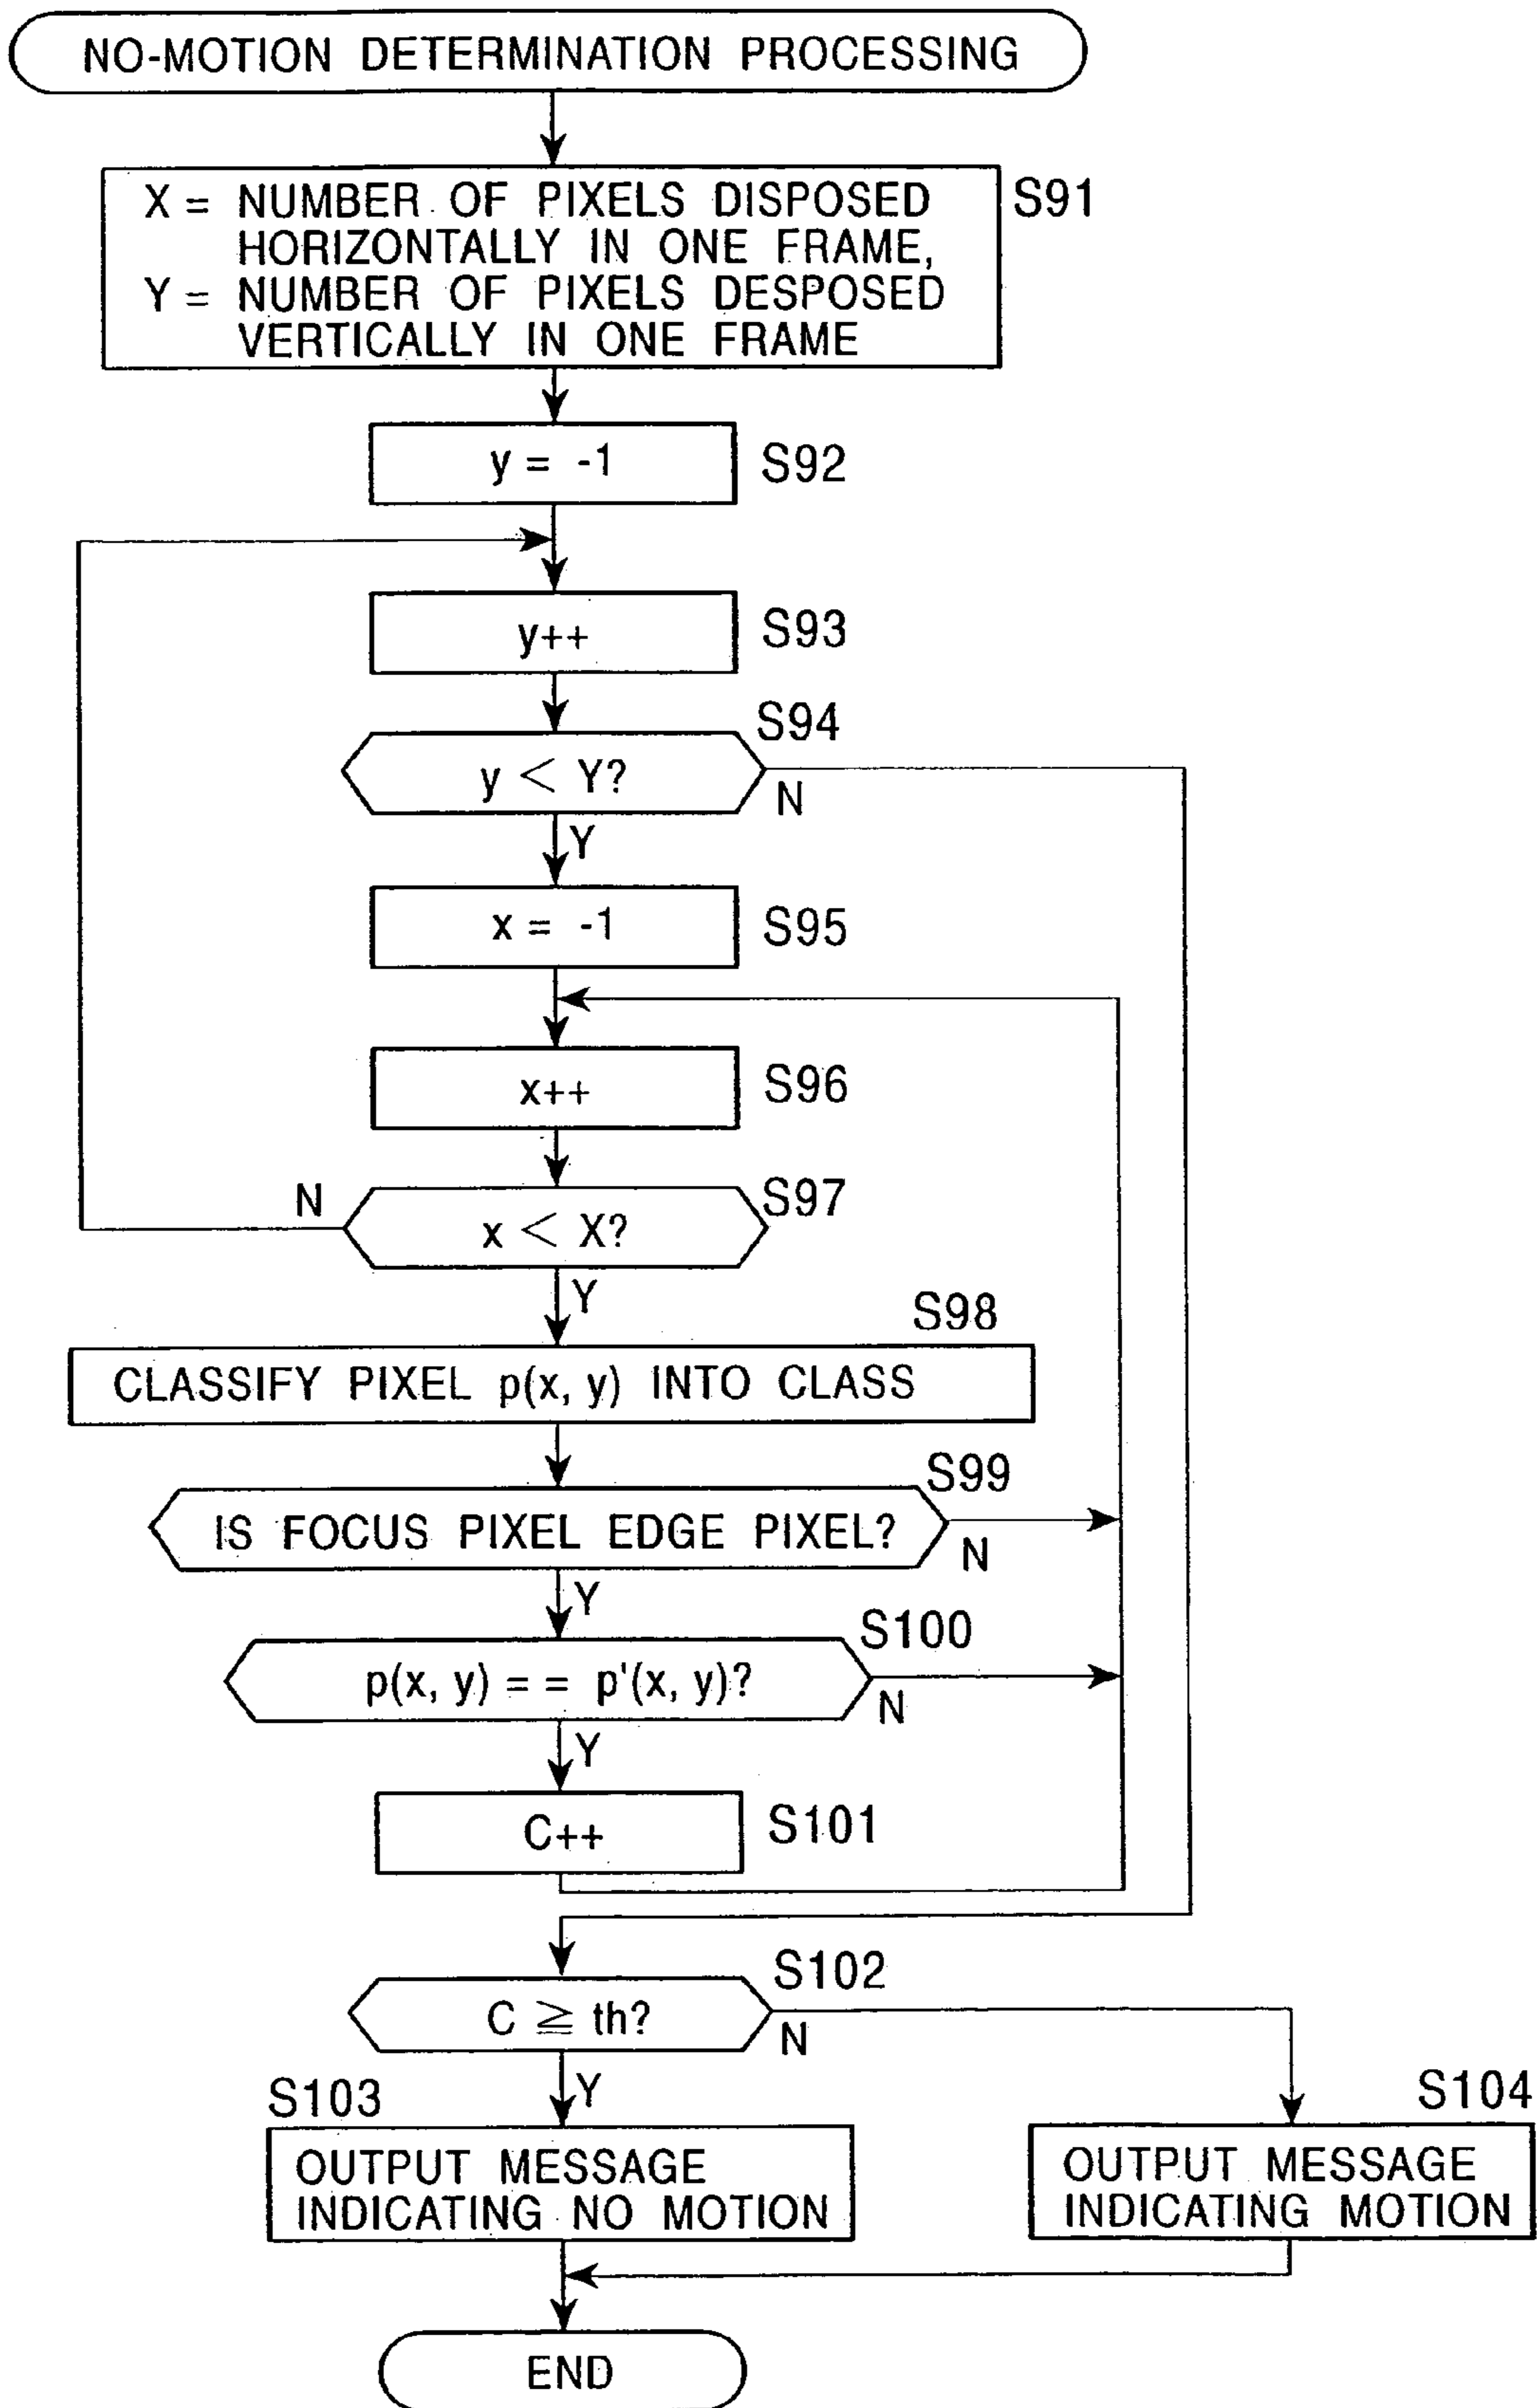 NO-MOTION DETERMINATION PROCESSING
X = NUMBER OF PIXELS DISPOSED
HORIZONTALLY IN ONE FRAME,
Y = NUMBER OF PIXELS DESPOSED
VERTICALLY IN ONE FRAME
S91
y = -1
S92
y++
S93
S94
y < Y?
N
Y
x = -1
S95
x++
S96
S97
N
x < X?
Y
S98
CLASSIFY PIXEL p(x, y) INTO CLASS
S99
IS FOCUS PIXEL EDGE PIXEL?
N
Y
S100
p(x, y) = = p'(x, y)?
N
Y
C++
S101
S102
C ≧ th?
N
Y
S103
OUTPUT MESSAGE
INDICATING NO MOTION
S104
OUTPUT MESSAGE
INDICATING MOTION
END